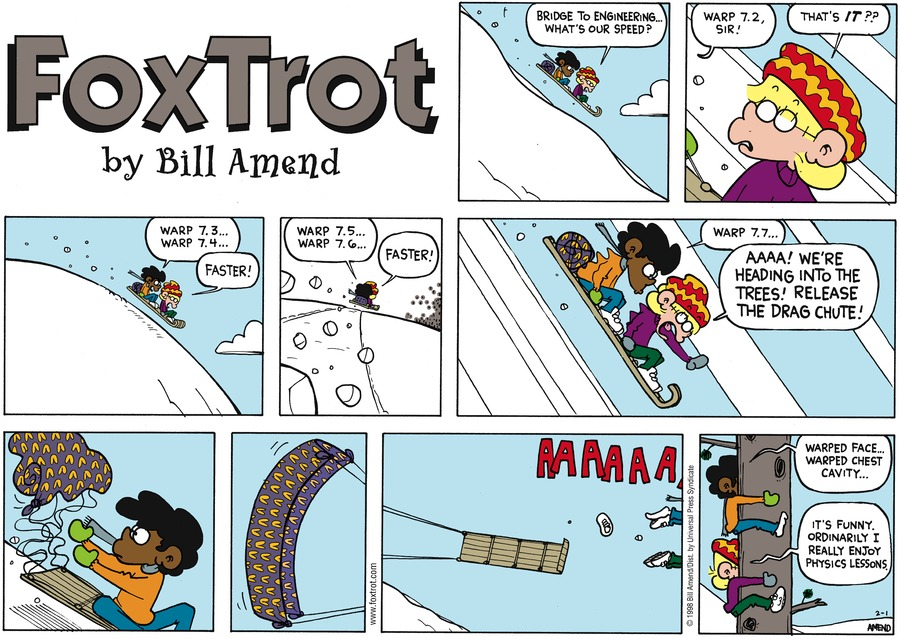 FoxTrot
by Bill Amend
BRIDGE TO ENGINEERING...
WHAT'S OUR SPEED?
WARP 7.2,
SIR!
THAT'S IT??
WARP 7.3...
WARP 7.4...
FASTER!
WARP 7.5...
WARP 7.6...
FASTER!
WARP 7.7...
AAAA! WE'RE
HEADING INTO THE
TREES! RELEASE
THE DRAG CHUTE!
www.foxtrot.com
AAAAAA
© 1998 Bill Amend/Dist. by Universal Press Syndicate
WARPED FACE...
WARPED CHEST
CAVITY...
IT'S FUNNY.
ORDINARILY I
REALLY ENJOY
PHYSICS LESSONS.
2-1
AMEND